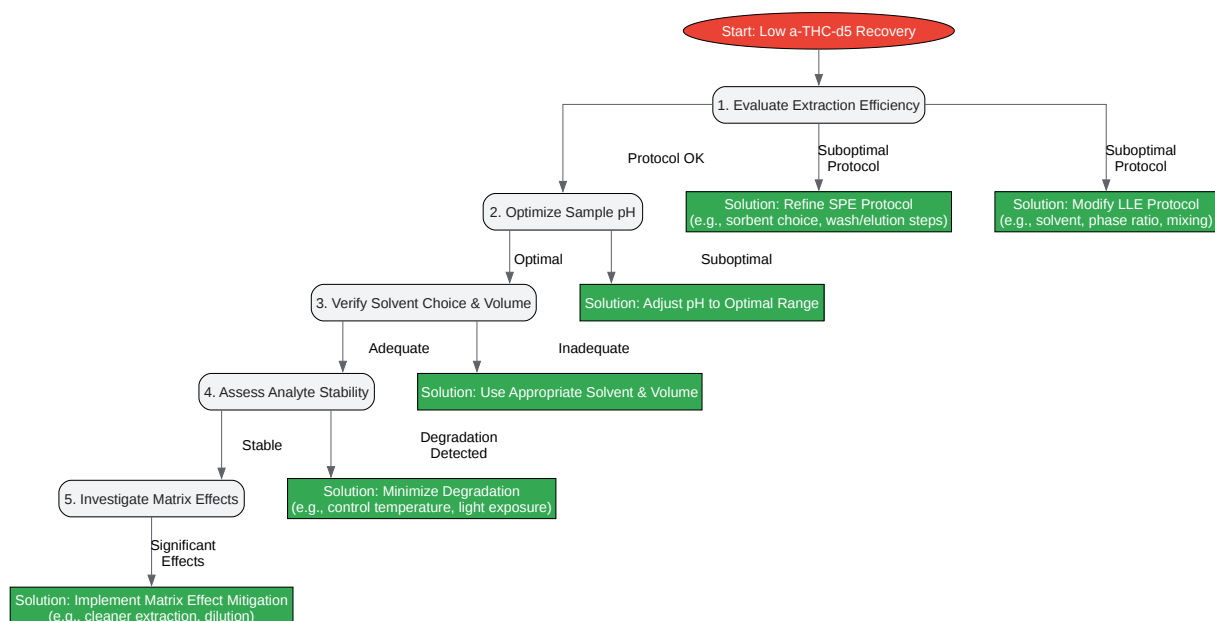 Start: Low a-THC-d5 Recovery
1. Evaluate Extraction Efficiency
Protocol OK
Suboptimal
Protocol
Suboptimal
Protocol
2. Optimize Sample pH
Solution: Refine SPE Protocol
(e.g., sorbent choice, wash/elution steps)
Solution: Modify LLE Protocol
(e.g., solvent, phase ratio, mixing)
Optimal
Suboptimal
3. Verify Solvent Choice & Volume
Solution: Adjust pH to Optimal Range
Adequate
Inadequate
4. Assess Analyte Stability
Solution: Use Appropriate Solvent & Volume
Stable
Degradation
Detected
5. Investigate Matrix Effects
Solution: Minimize Degradation
(e.g., control temperature, light exposure)
Significant
Effects
Solution: Implement Matrix Effect Mitigation
(e.g., cleaner extraction, dilution)